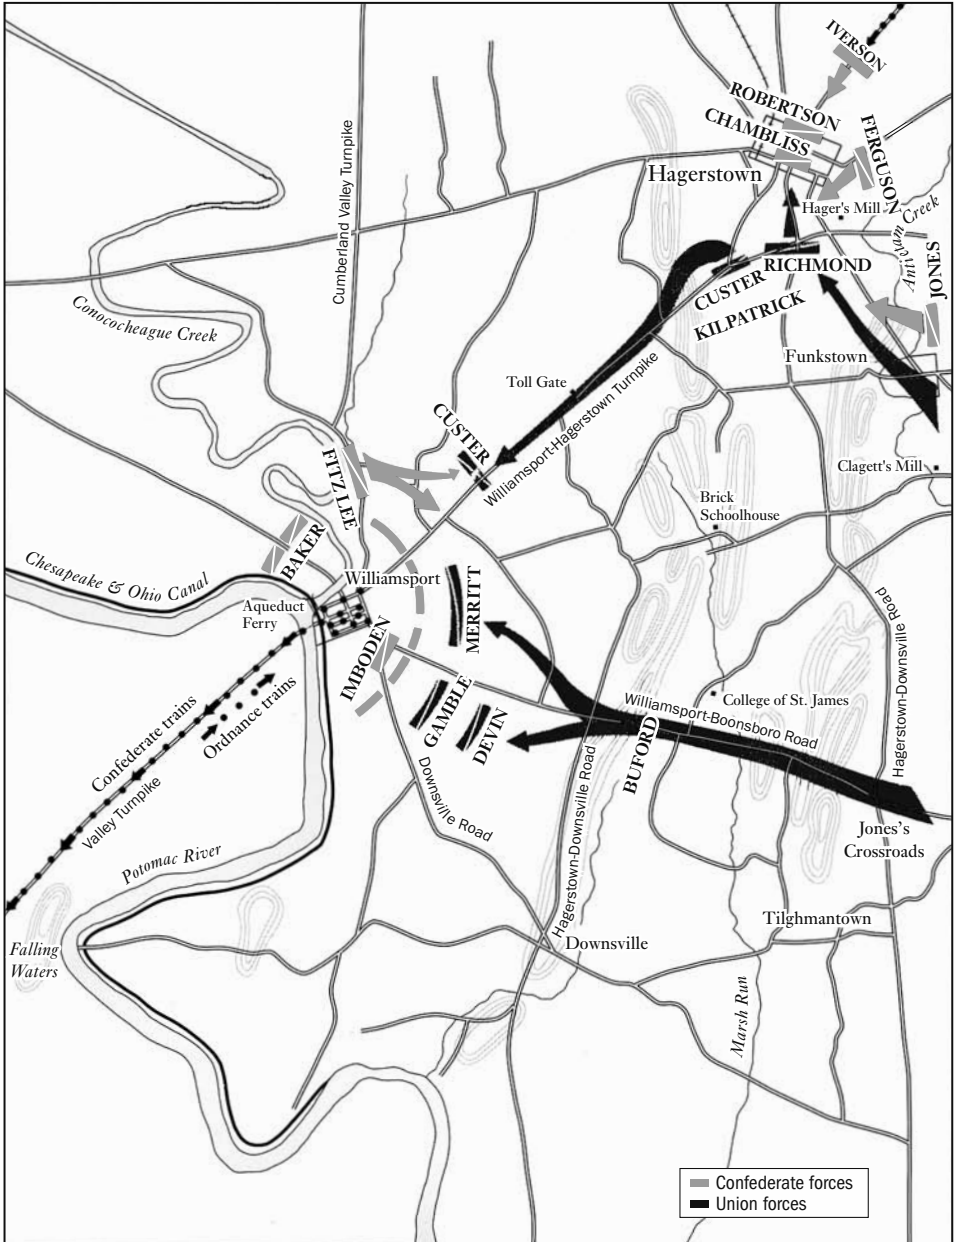 IVERSON
ROBERTSON
CHAMBLISS
FERGUSON
Hagerstown
Hager's Mill
Antietam Creek
JONES
RICHMOND
CUSTER
KILPATRICK
Cumberland Valley Turnpike
Conococheague Creek
Funkstown
Toll Gate
Williamsport-Hagerstown Turnpike
CUSTER
FITZ LEE
Clagett's Mill
Brick
Schoolhouse
BAKER
Chesapeake & Ohio Canal
Williamsport
Aqueduct
Ferry
MERRITT
IMBODEN
Hagerstown-Downsville Road
GAMBLE
DEVIN
College of St. James
Williamsport-Boonsboro Road
BUFORD
Confederate trains
Ordnance trains
Valley Turnpike
Downsville Road
Hagerstown-Downsville Road
Jones's
Crossroads
Potomac River
Tilghmantown
Falling
Waters
Downsville
Marsh Run
Confederate forces
Union forces